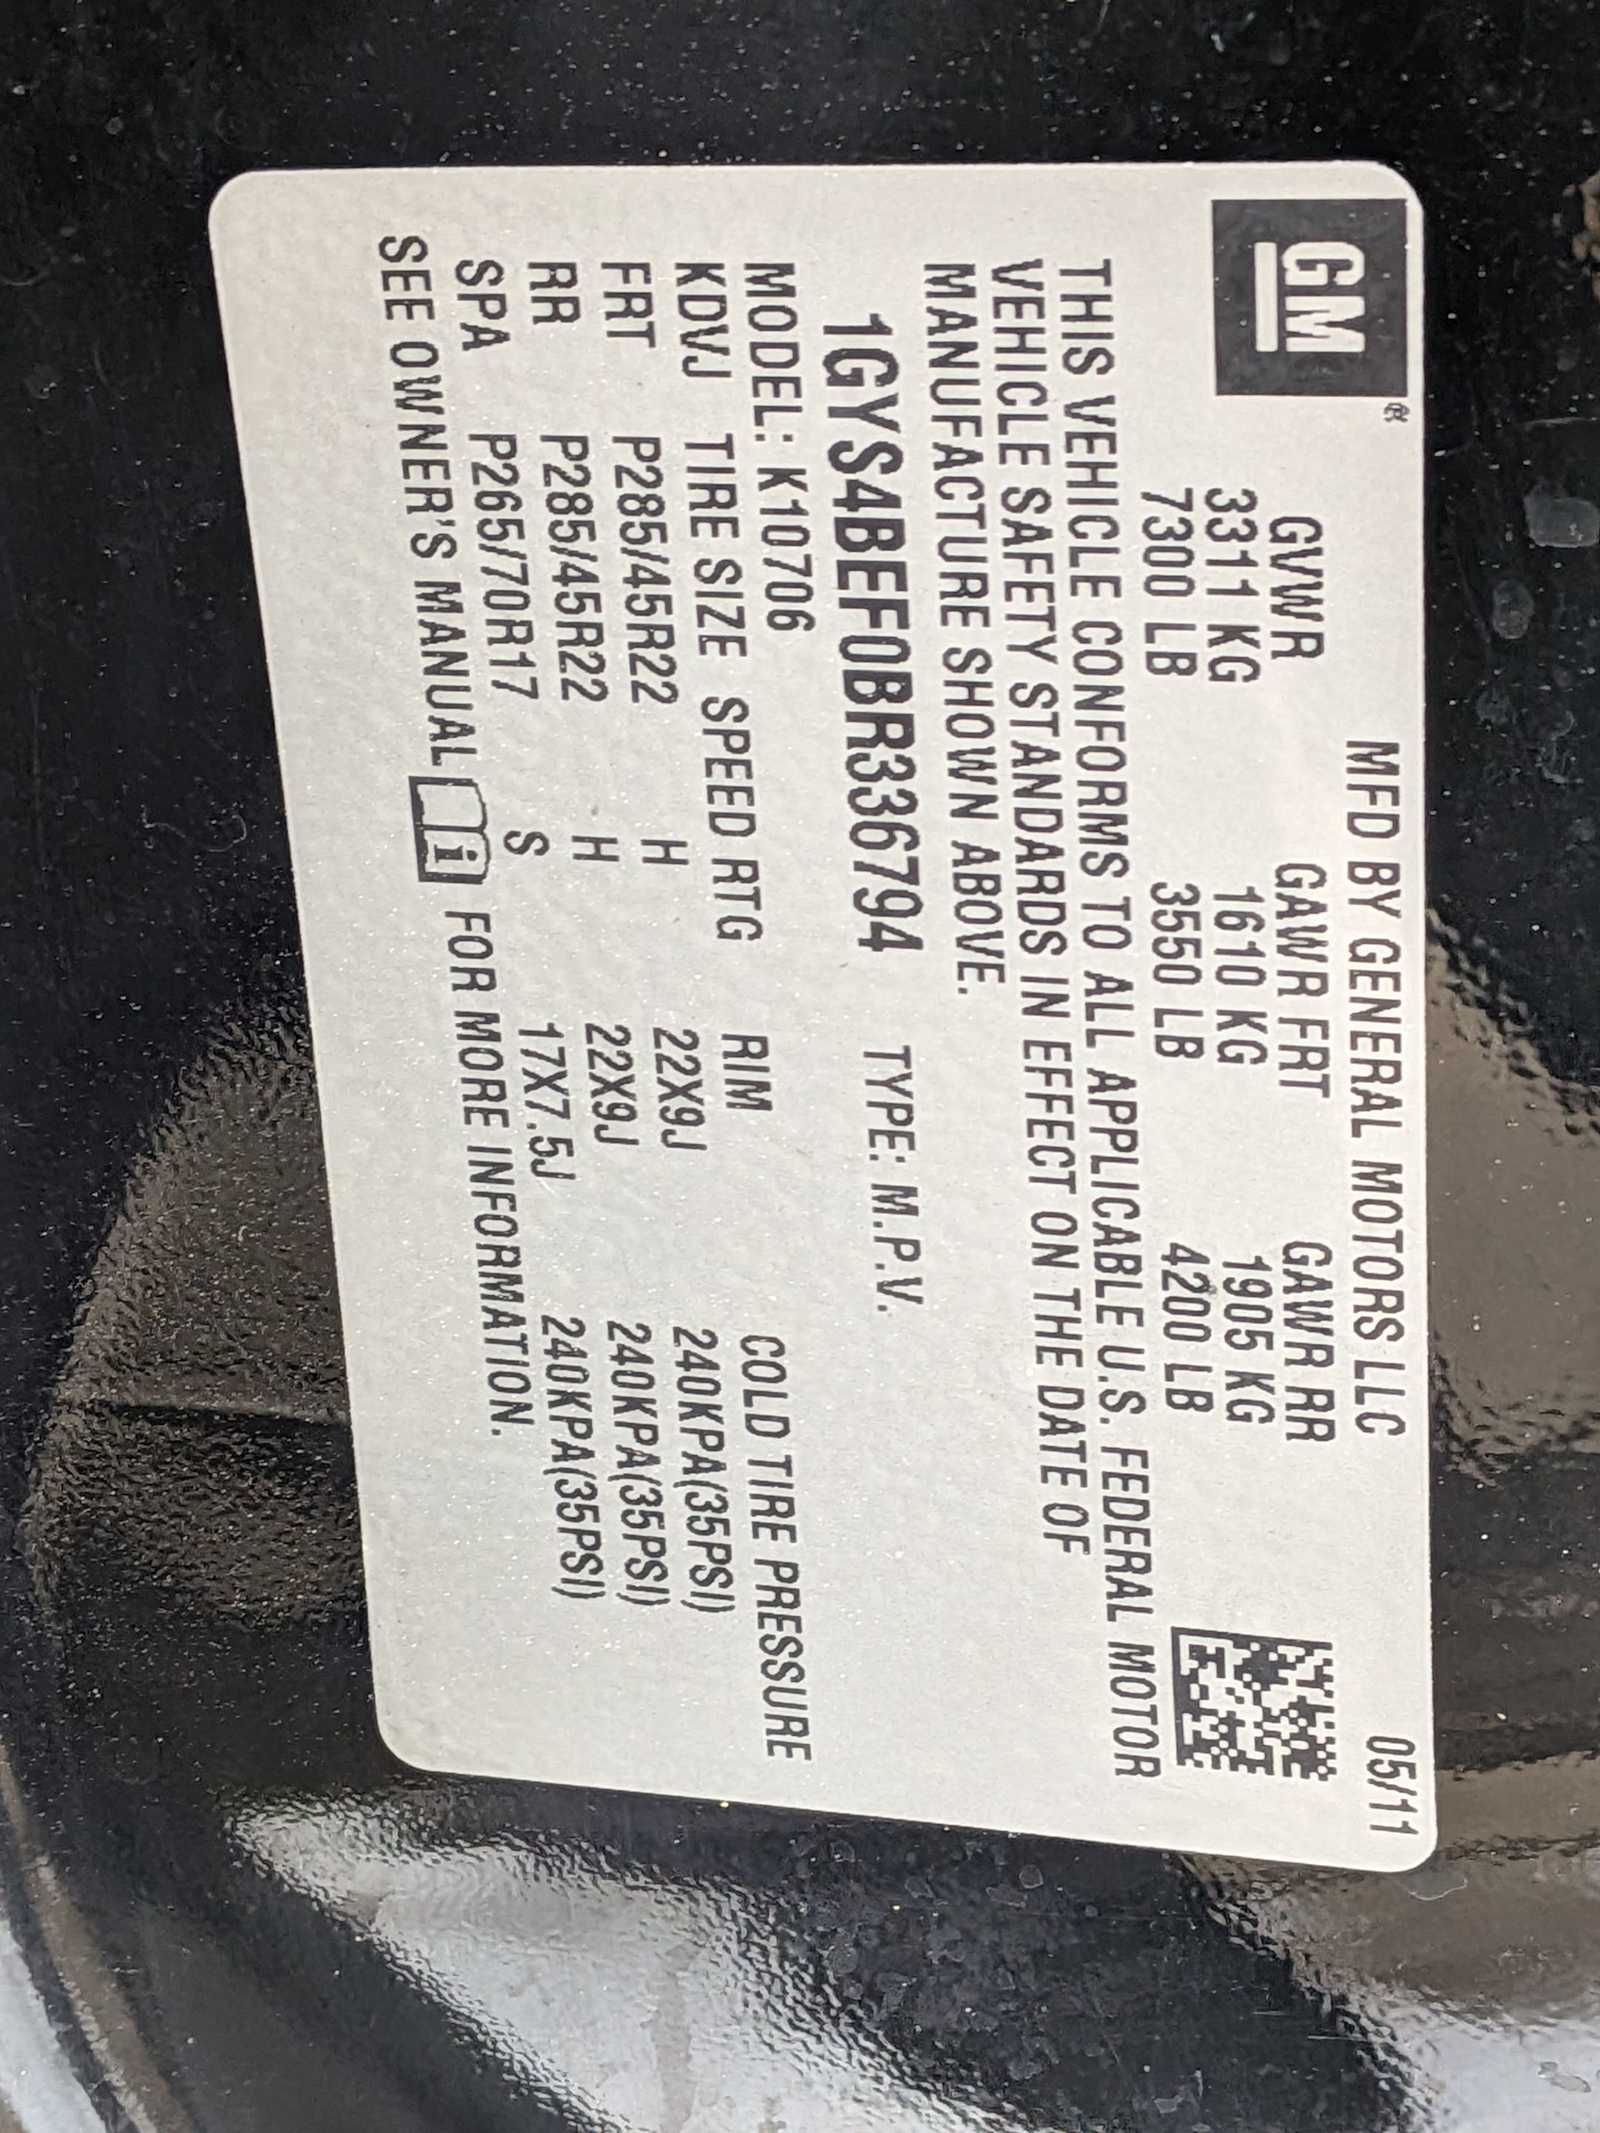 GM®
MFD BY GENERAL MOTORS LLC 05/11
GVWR GAWR FRT GAWR RR
3311 KG 1610 KG 1905 KG
7300 LB 3550 LB 4200 LB
THIS VEHICLE CONFORMS TO ALL APPLICABLE U.S. FEDERAL MOTOR
VEHICLE SAFETY STANDARDS IN EFFECT ON THE DATE OF
MANUFACTURE SHOWN ABOVE.
1GYS4BEF0BR336794 TYPE: M.P.V.
MODEL: K10706
KDVJ TIRE SIZE SPEED RTG RIM COLD TIRE PRESSURE
FRT P285/45R22 H 22X9J 240KPA(35PSI)
RR P285/45R22 H 22X9J 240KPA(35PSI)
SPA P265/70R17 S 17X7.5J 240KPA(35PSI)
SEE OWNER'S MANUAL i FOR MORE INFORMATION.